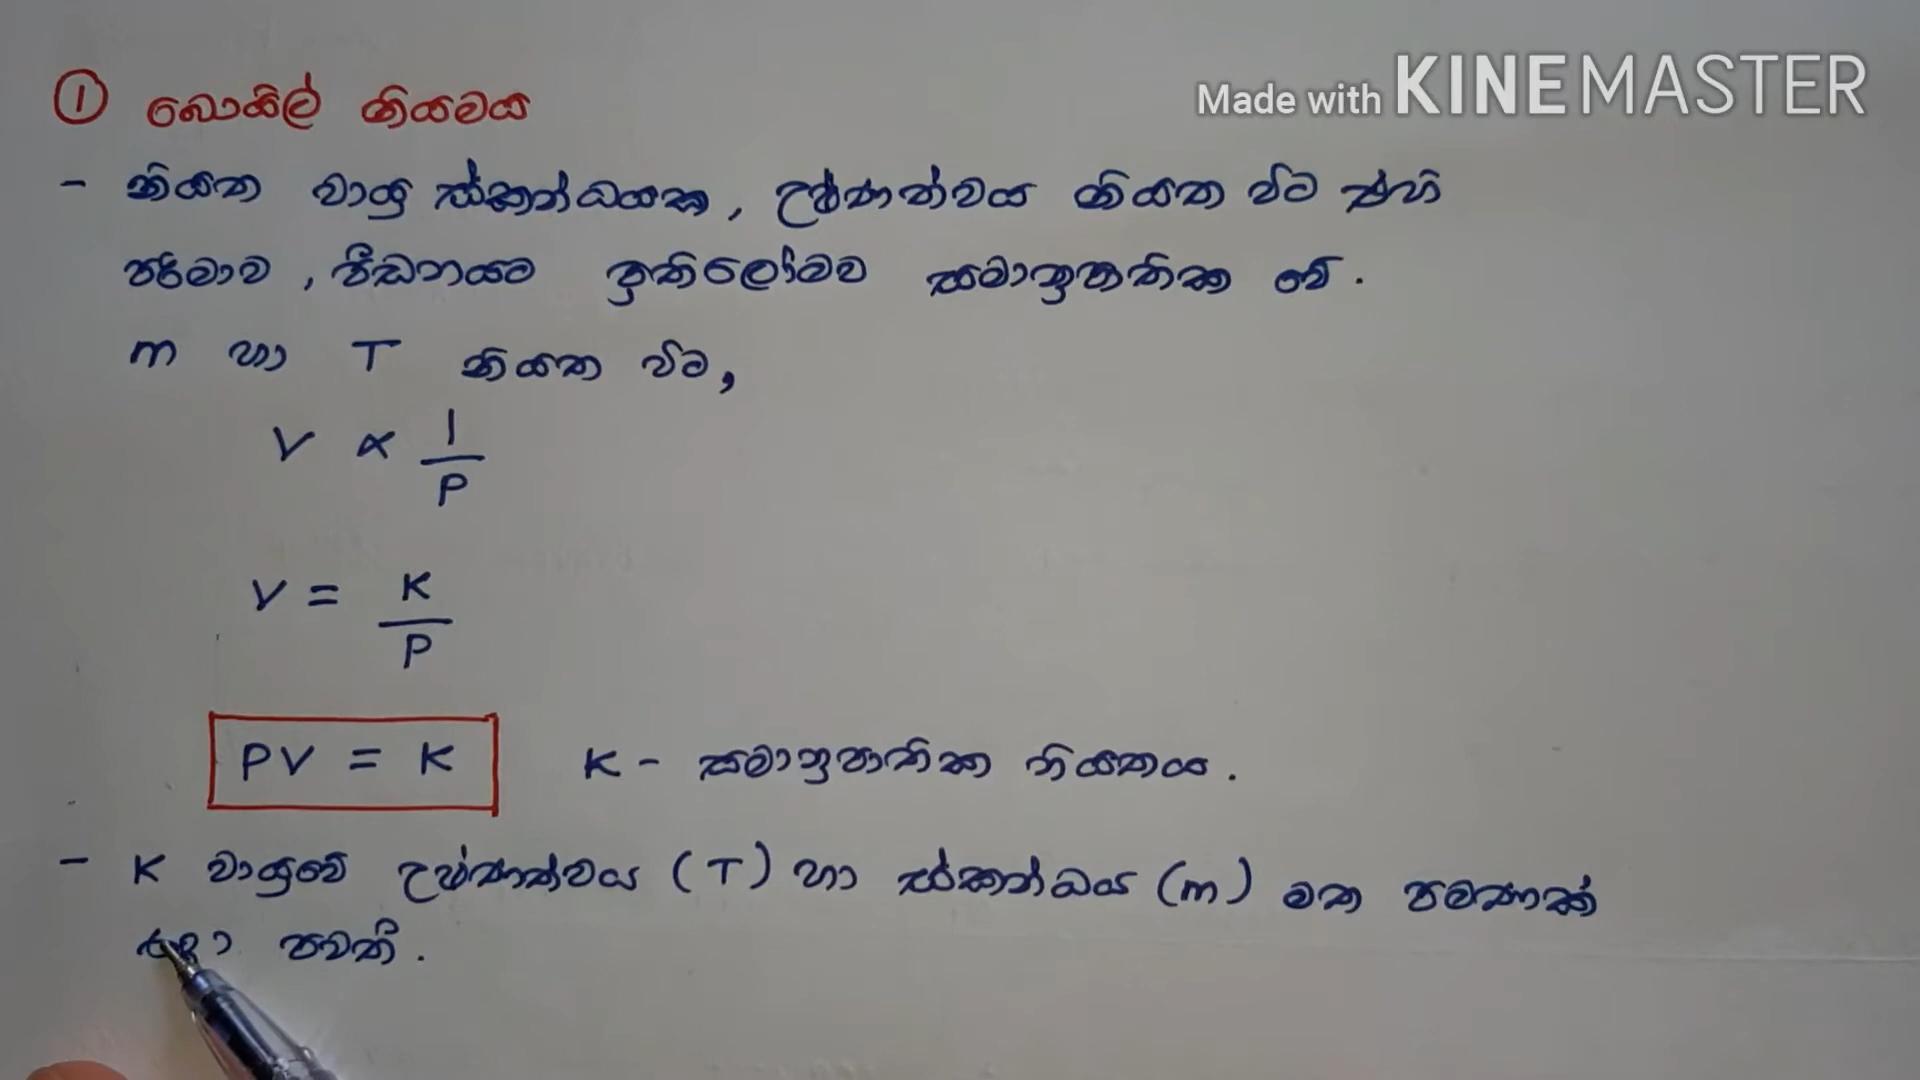 Made with KINEMASTER
① බොයිල් නියමය
- නියත වායු ස්කන්ධයක, උෂ්ණත්වය නියත විට එහි
පරිමාව, පීඩනයට ප්‍රතිලෝමව සමානුපාතික වේ.
m හා T නියත විට,
V ∝ 1/P
V = K/P
PV = K    K - සමානුපාතික නියතය.
- K වායුවේ උෂ්ණත්වය (T) හා ස්කන්ධය (m) මත පමණක්
පවතී.